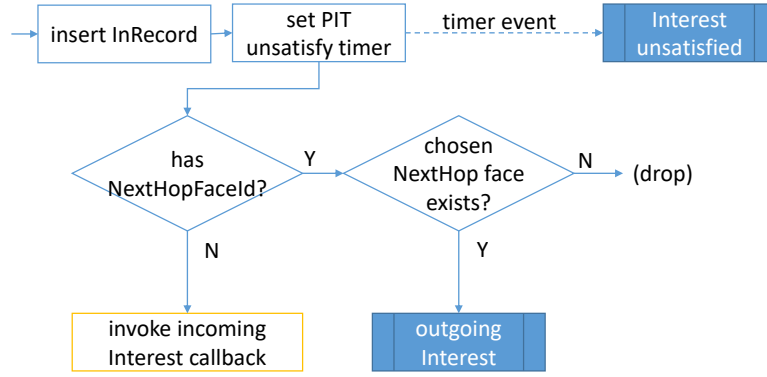 insert InRecord
set PIT
unsatisfy timer
timer event
Interest
unsatisfied
has
NextHopFaceId?
Y
chosen
NextHop face
exists?
N
(drop)
N
Y
invoke incoming
Interest callback
outgoing
Interest